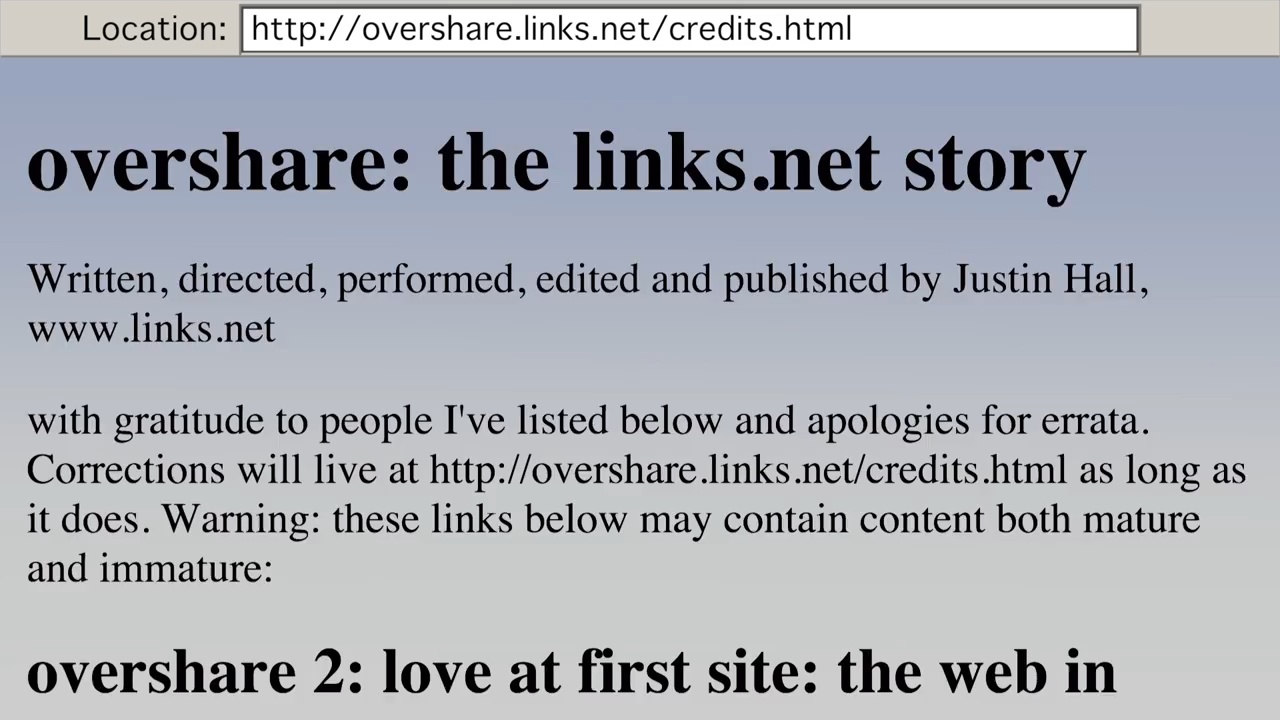 Location: http://overshare.links.net/credits.html
overshare: the links.net story
Written, directed, performed, edited and published by Justin Hall,
www.links.net
with gratitude to people I've listed below and apologies for errata.
Corrections will live at http://overshare.links.net/credits.html as long as
it does. Warning: these links below may contain content both mature
and immature:
overshare 2: love at first site: the web in